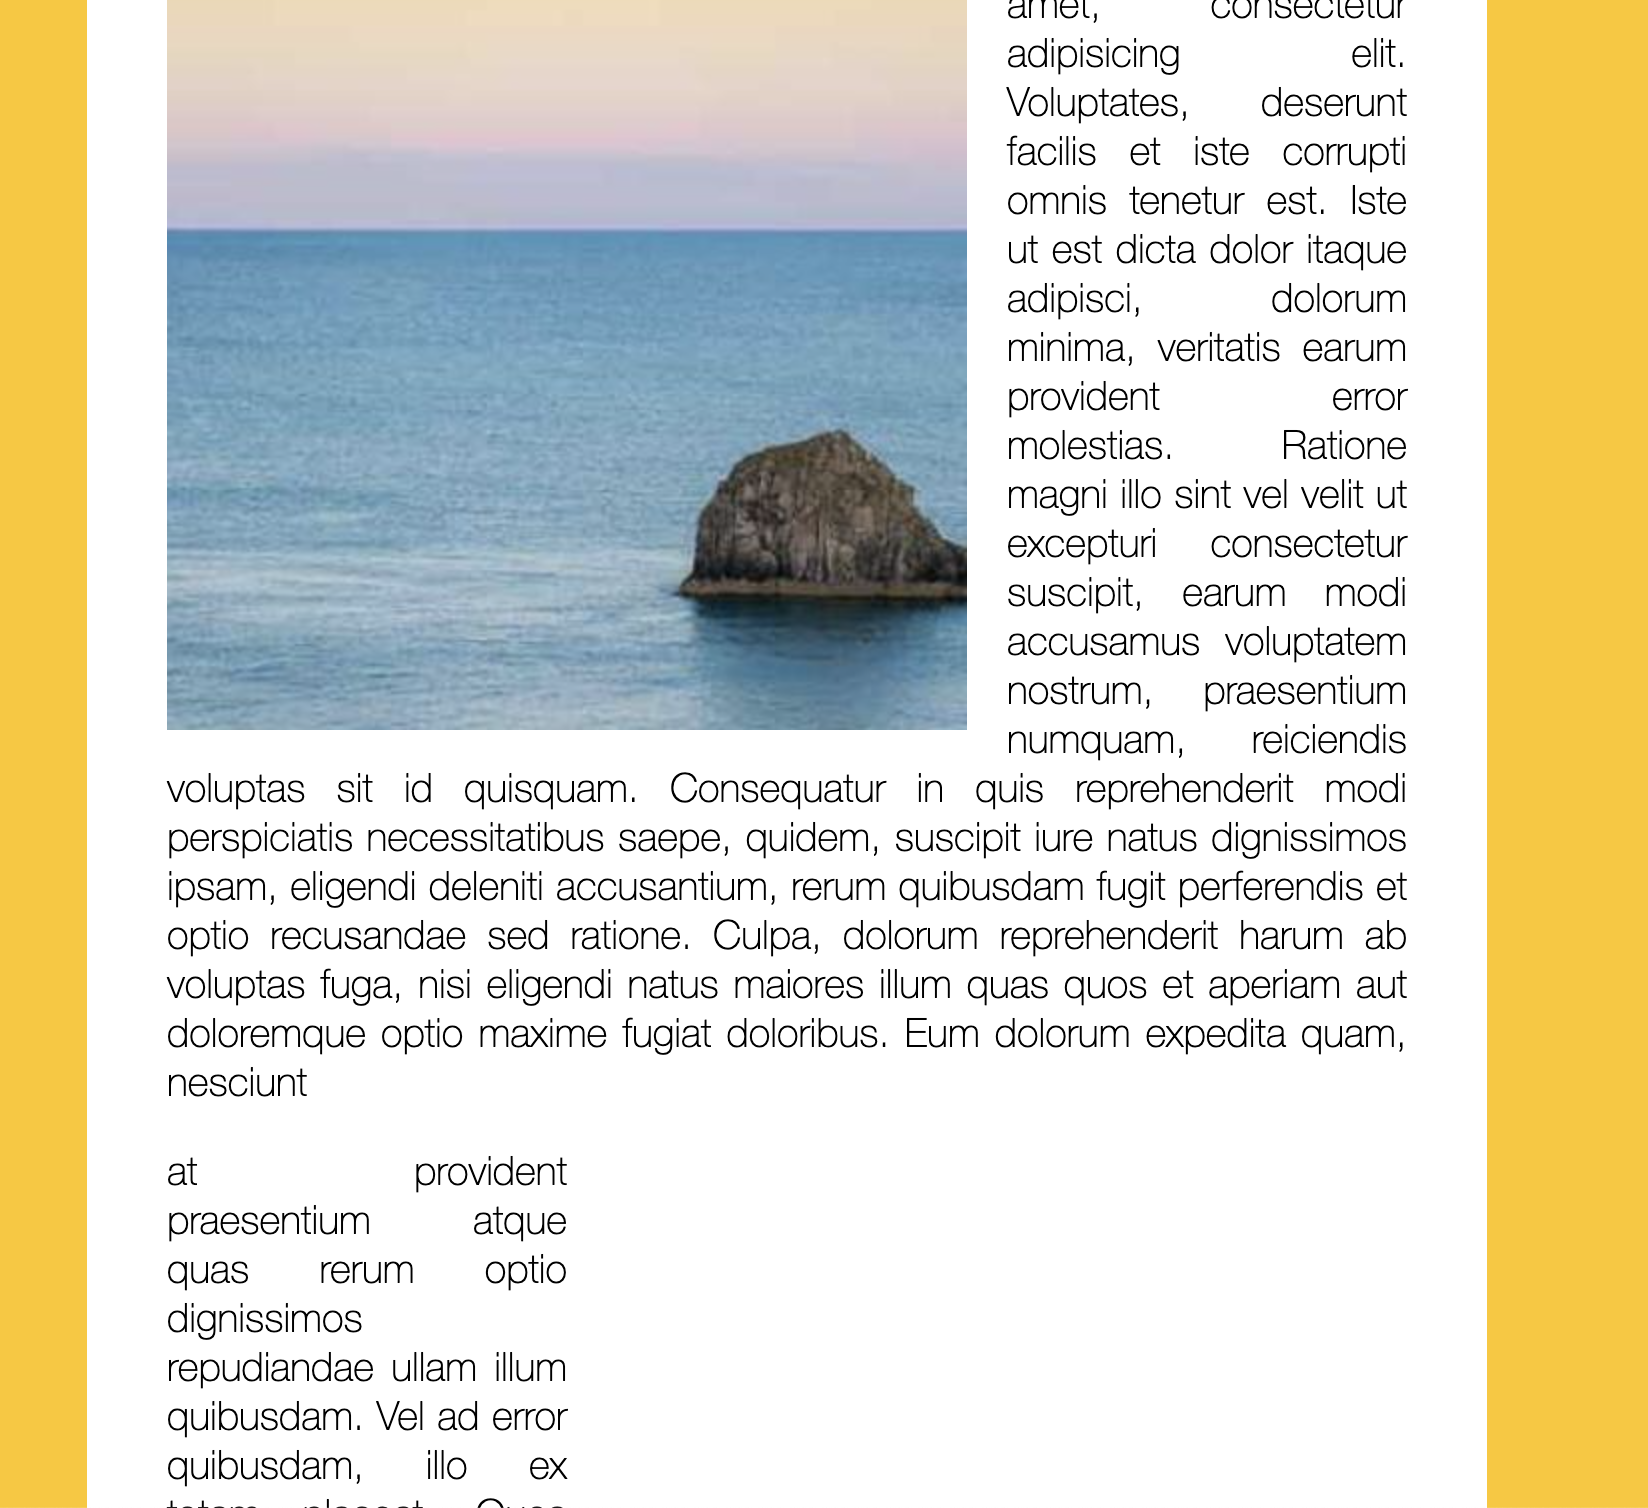 amet, consectetur
adipisicing elit.
Voluptates, deserunt
facilis et iste corrupti
omnis tenetur est. Iste
ut est dicta dolor itaque
adipisci, dolorum
minima, veritatis earum
provident error
molestias. Ratione
magni illo sint vel velit ut
excepturi consectetur
suscipit, earum modi
accusamus voluptatem
nostrum, praesentium
numquam, reiciendis
voluptas sit id quisquam. Consequatur in quis reprehenderit modi
perspiciatis necessitatibus saepe, quidem, suscipit iure natus dignissimos
ipsam, eligendi deleniti accusantium, rerum quibusdam fugit perferendis et
optio recusandae sed ratione. Culpa, dolorum reprehenderit harum ab
voluptas fuga, nisi eligendi natus maiores illum quas quos et aperiam aut
doloremque optio maxime fugiat doloribus. Eum dolorum expedita quam,
nesciunt
at provident
praesentium atque
quas rerum optio
dignissimos
repudiandae ullam illum
quibusdam. Vel ad error
quibusdam, illo ex